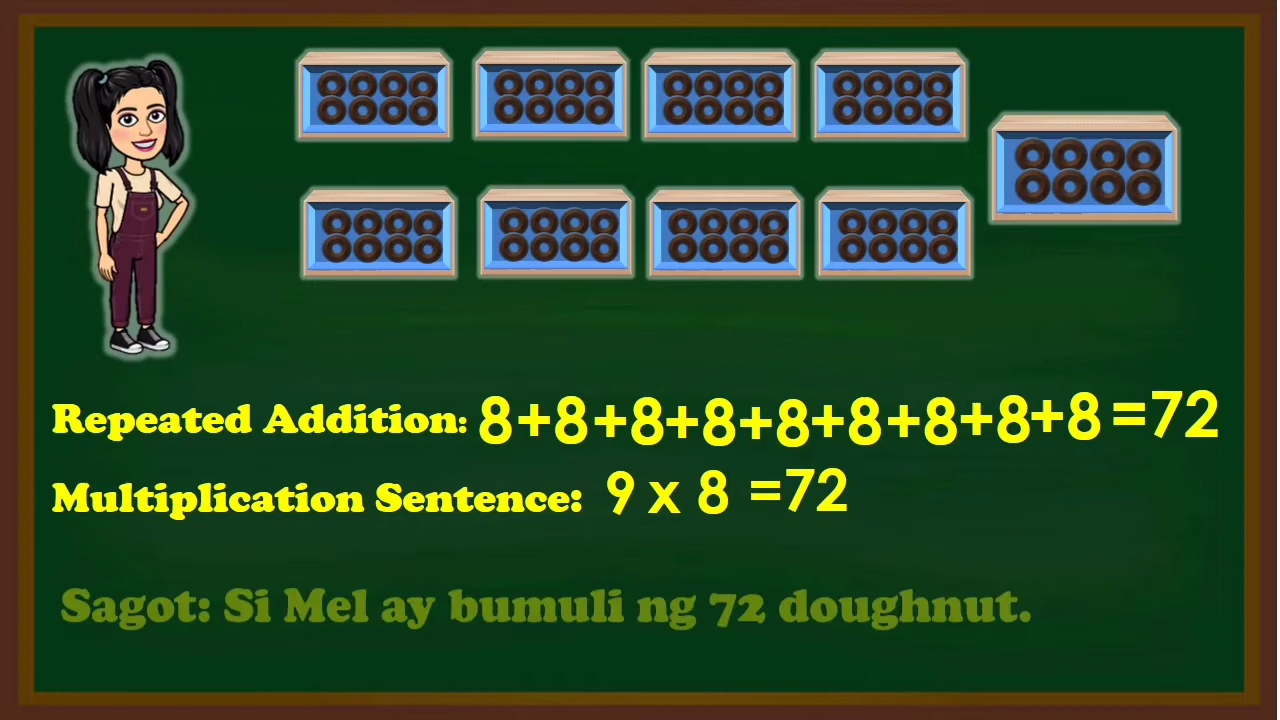 Repeated Addition: 8+8+8+8+8+8+8+8+8=72
Multiplication Sentence: 9 x 8 =72
Sagot: Si Mel ay bumuli ng 72 doughnut.